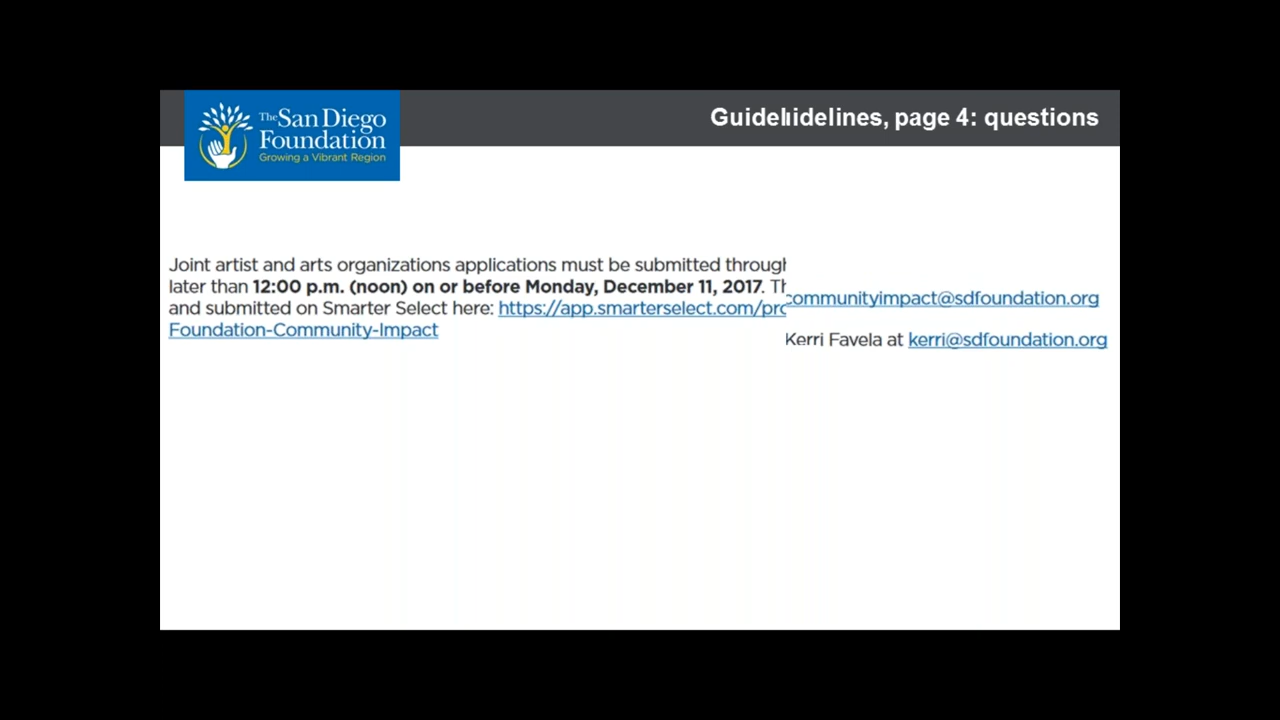 The San Diego
Foundation
Growing a Vibrant Region
Guidelidelines, page 4: questions
Joint artist and arts organizations applications must be submitted through
later than 12:00 p.m. (noon) on or before Monday, December 11, 2017. Th
and submitted on Smarter Select here: https://app.smarterselect.com/pro
Foundation-Community-Impact
communityimpact@sdfoundation.org
Kerri Favela at kerri@sdfoundation.org